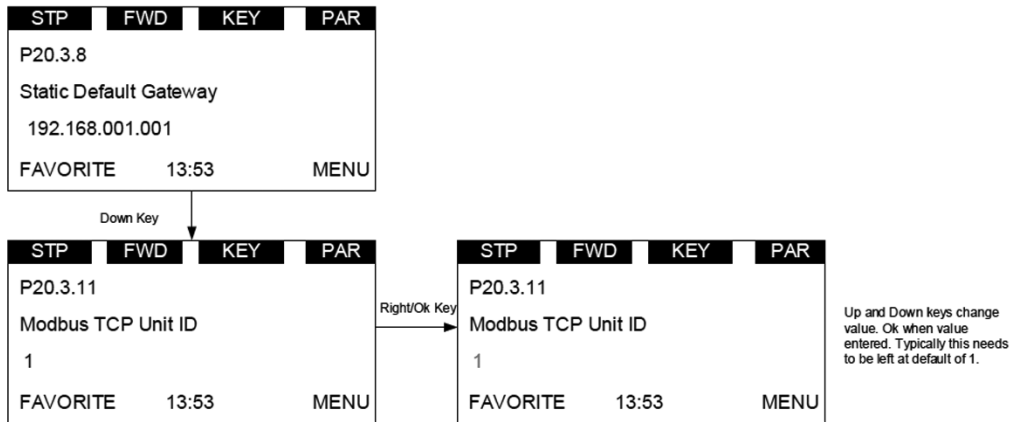 STP FWD KEY PAR
P20.3.8
Static Default Gateway
192.168.001.001
FAVORITE 13:53 MENU
Down Key
STP FWD KEY PAR
P20.3.11
Modbus TCP Unit ID
1
FAVORITE 13:53 MENU
Right/Ok Key
STP FWD KEY PAR
P20.3.11
Modbus TCP Unit ID
1
FAVORITE 13:53 MENU
Up and Down keys change
value. Ok when value
entered. Typically this needs
to be left at default of 1.